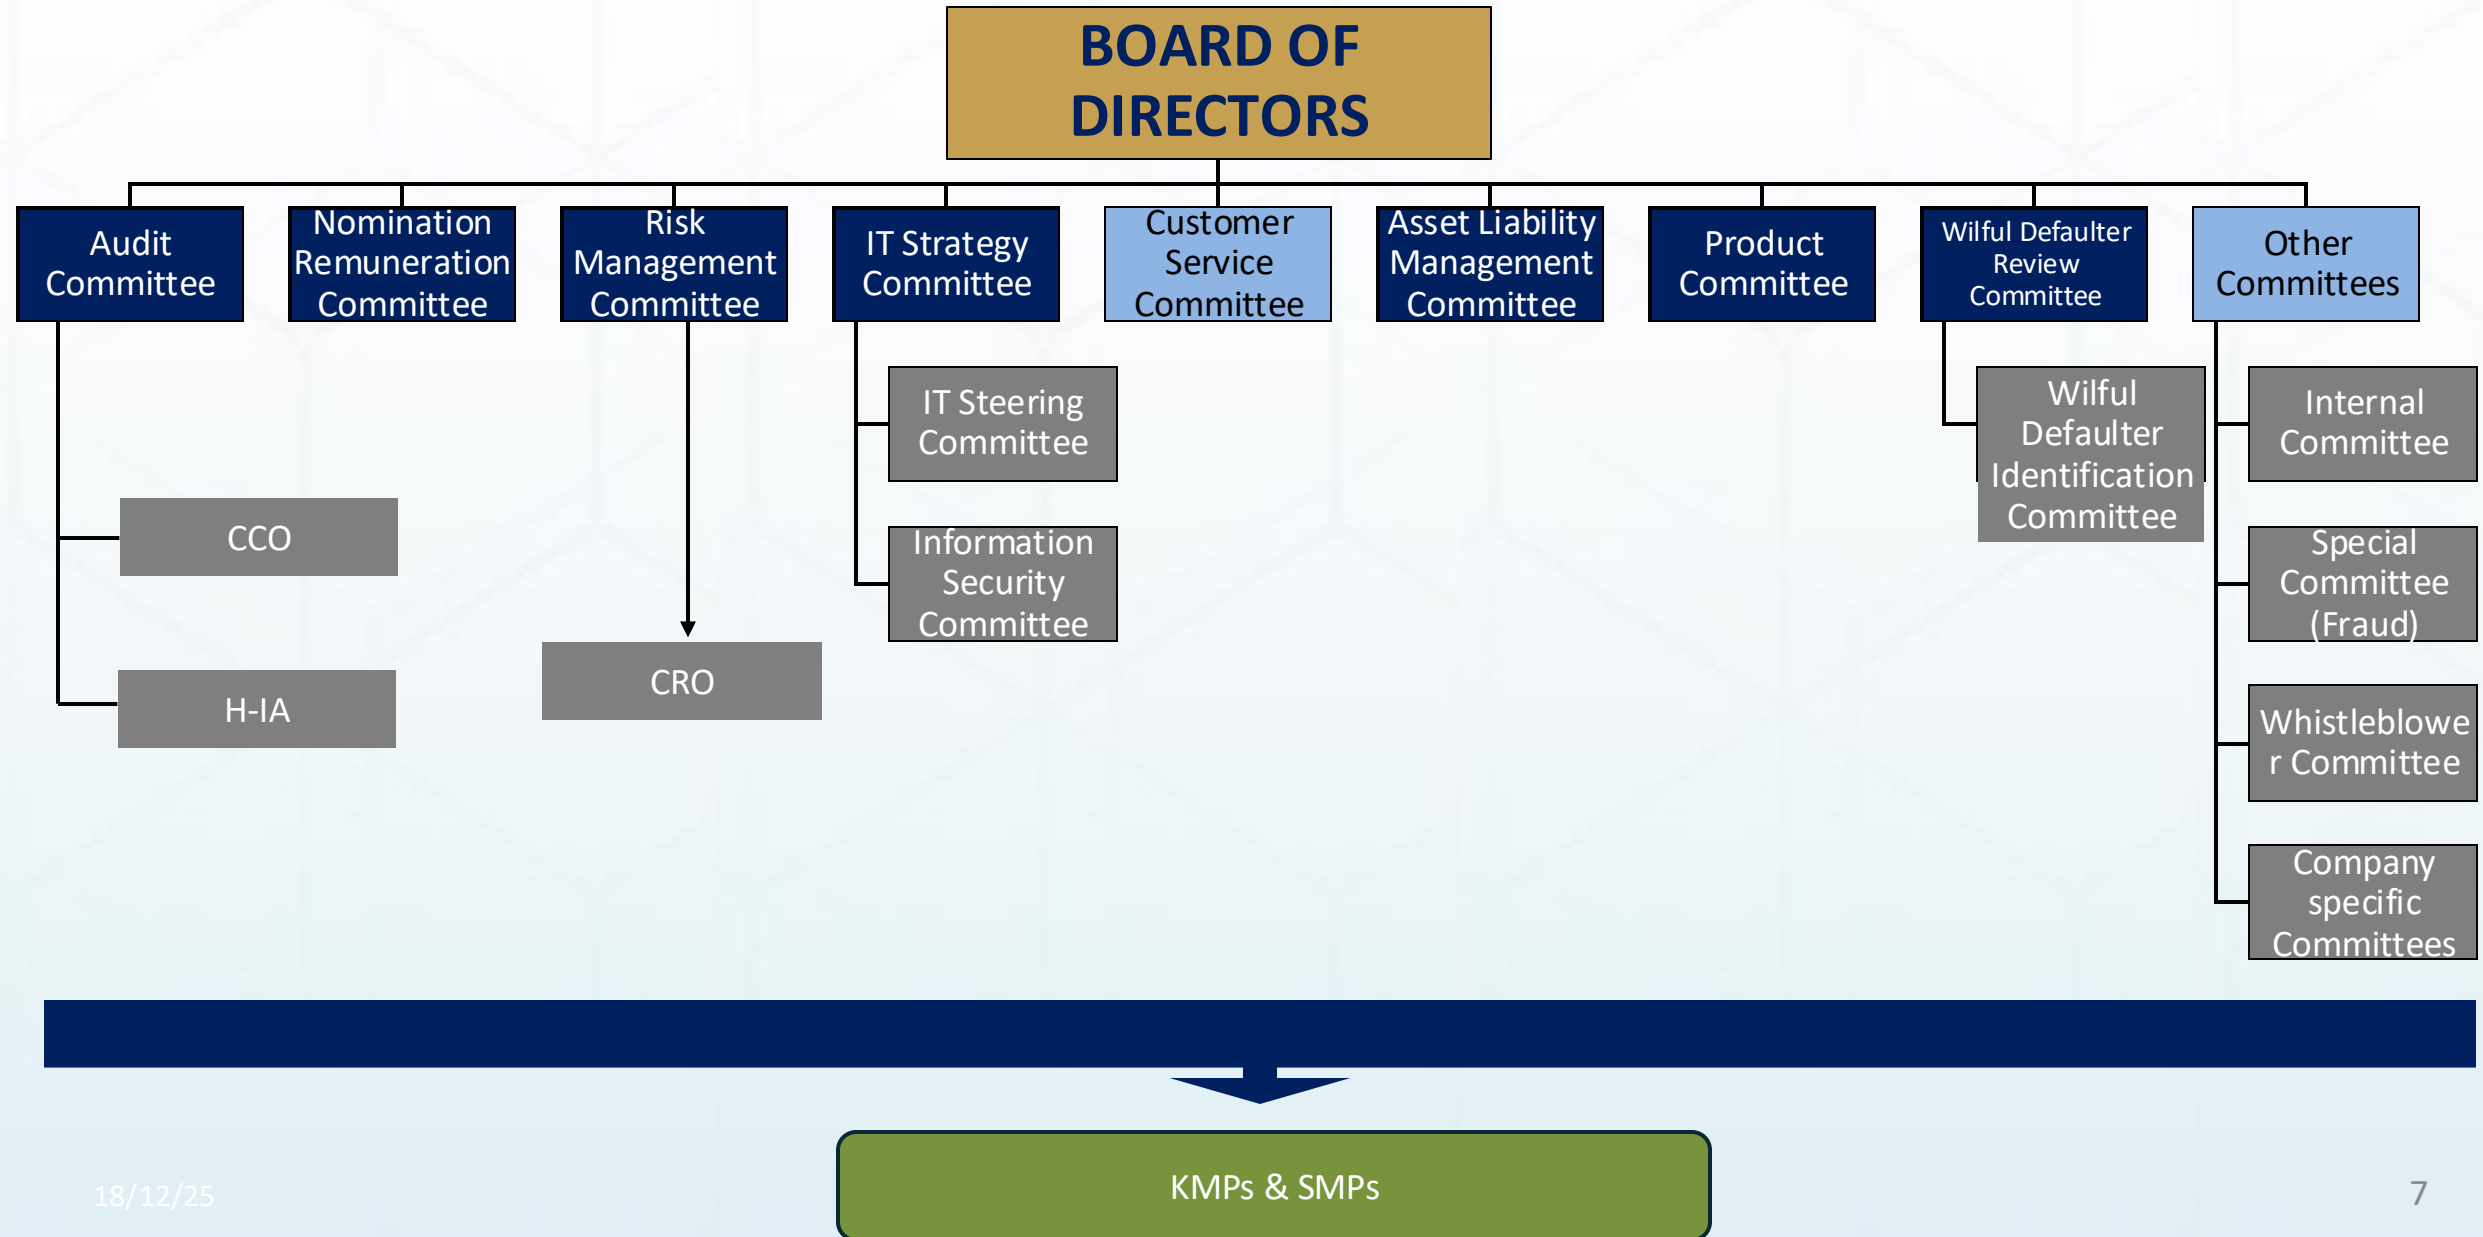 BOARD OF
DIRECTORS
Audit
Committee
Nomination
Remuneration
Committee
Risk
Management
Committee
IT Strategy
Committee
Customer
Service
Committee
Asset Liability
Management
Committee
Product
Committee
Wilful Defaulter
Review
Committee
Other
Committees
IT Steering
Committee
Information
Security
Committee
Wilful
Defaulter
Identification
Committee
Internal
Committee
Special
Committee
(Fraud)
Whistleblowe
r Committee
Company
specific
Committees
CCO
H-IA
CRO
KMPs & SMPs
18/12/25
7